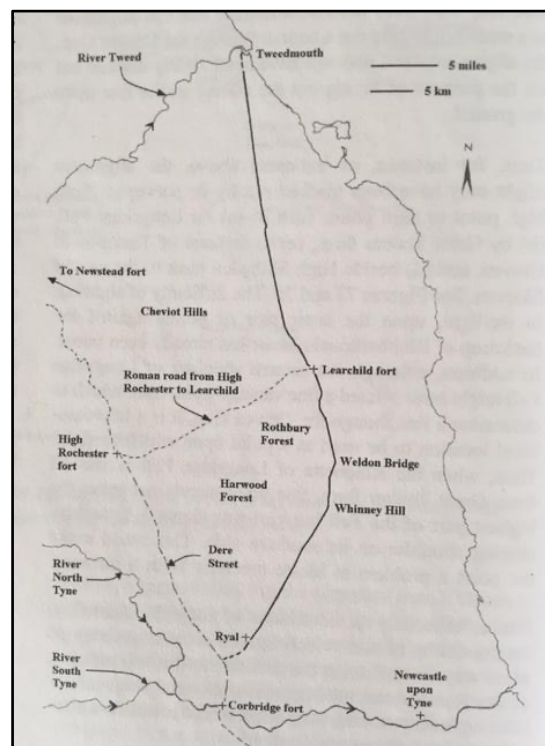 Tweedmouth
River Tweed
5 miles
5 km
N
To Newstead fort
Cheviot Hills
Learchild fort
Roman road from High
Rochester to Learchild
Rothbury
Forest
High
Rochester
fort
Weldon Bridge
Harwood
Forest
Whinney Hill
Dere
Street
River
North
Tyne
Ryal
River
South
Tyne
Newcastle
upon
Tyne
Corbridge fort